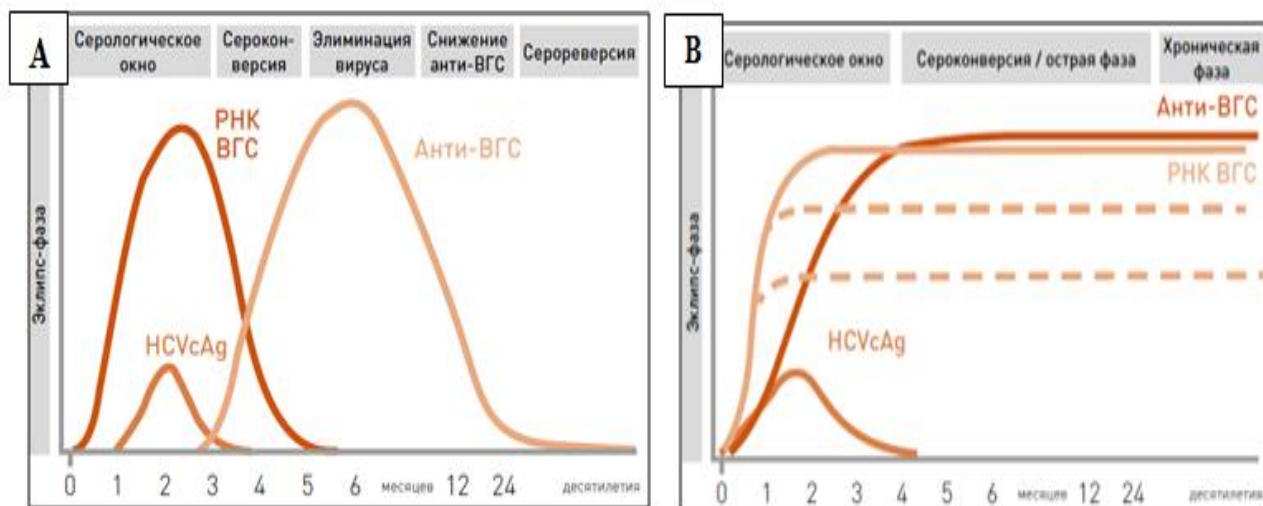 A
Серологическое
окно
Серокон-
версия
Элиминация
вируса
Снижение
анти-ВГС
Серореверсия
РНК
ВГС
Анти-ВГС
HCVcAg
Эклипс-фаза
0 1 2 3 4 5 6 месяцев 12 24 десятилетия
B
Серологическое окно
Сероконверсия / острая фаза
Хроническая
фаза
Анти-ВГС
РНК ВГС
HCVcAg
Эклипс-фаза
0 1 2 3 4 5 6 месяцев 12 24 десятилетия